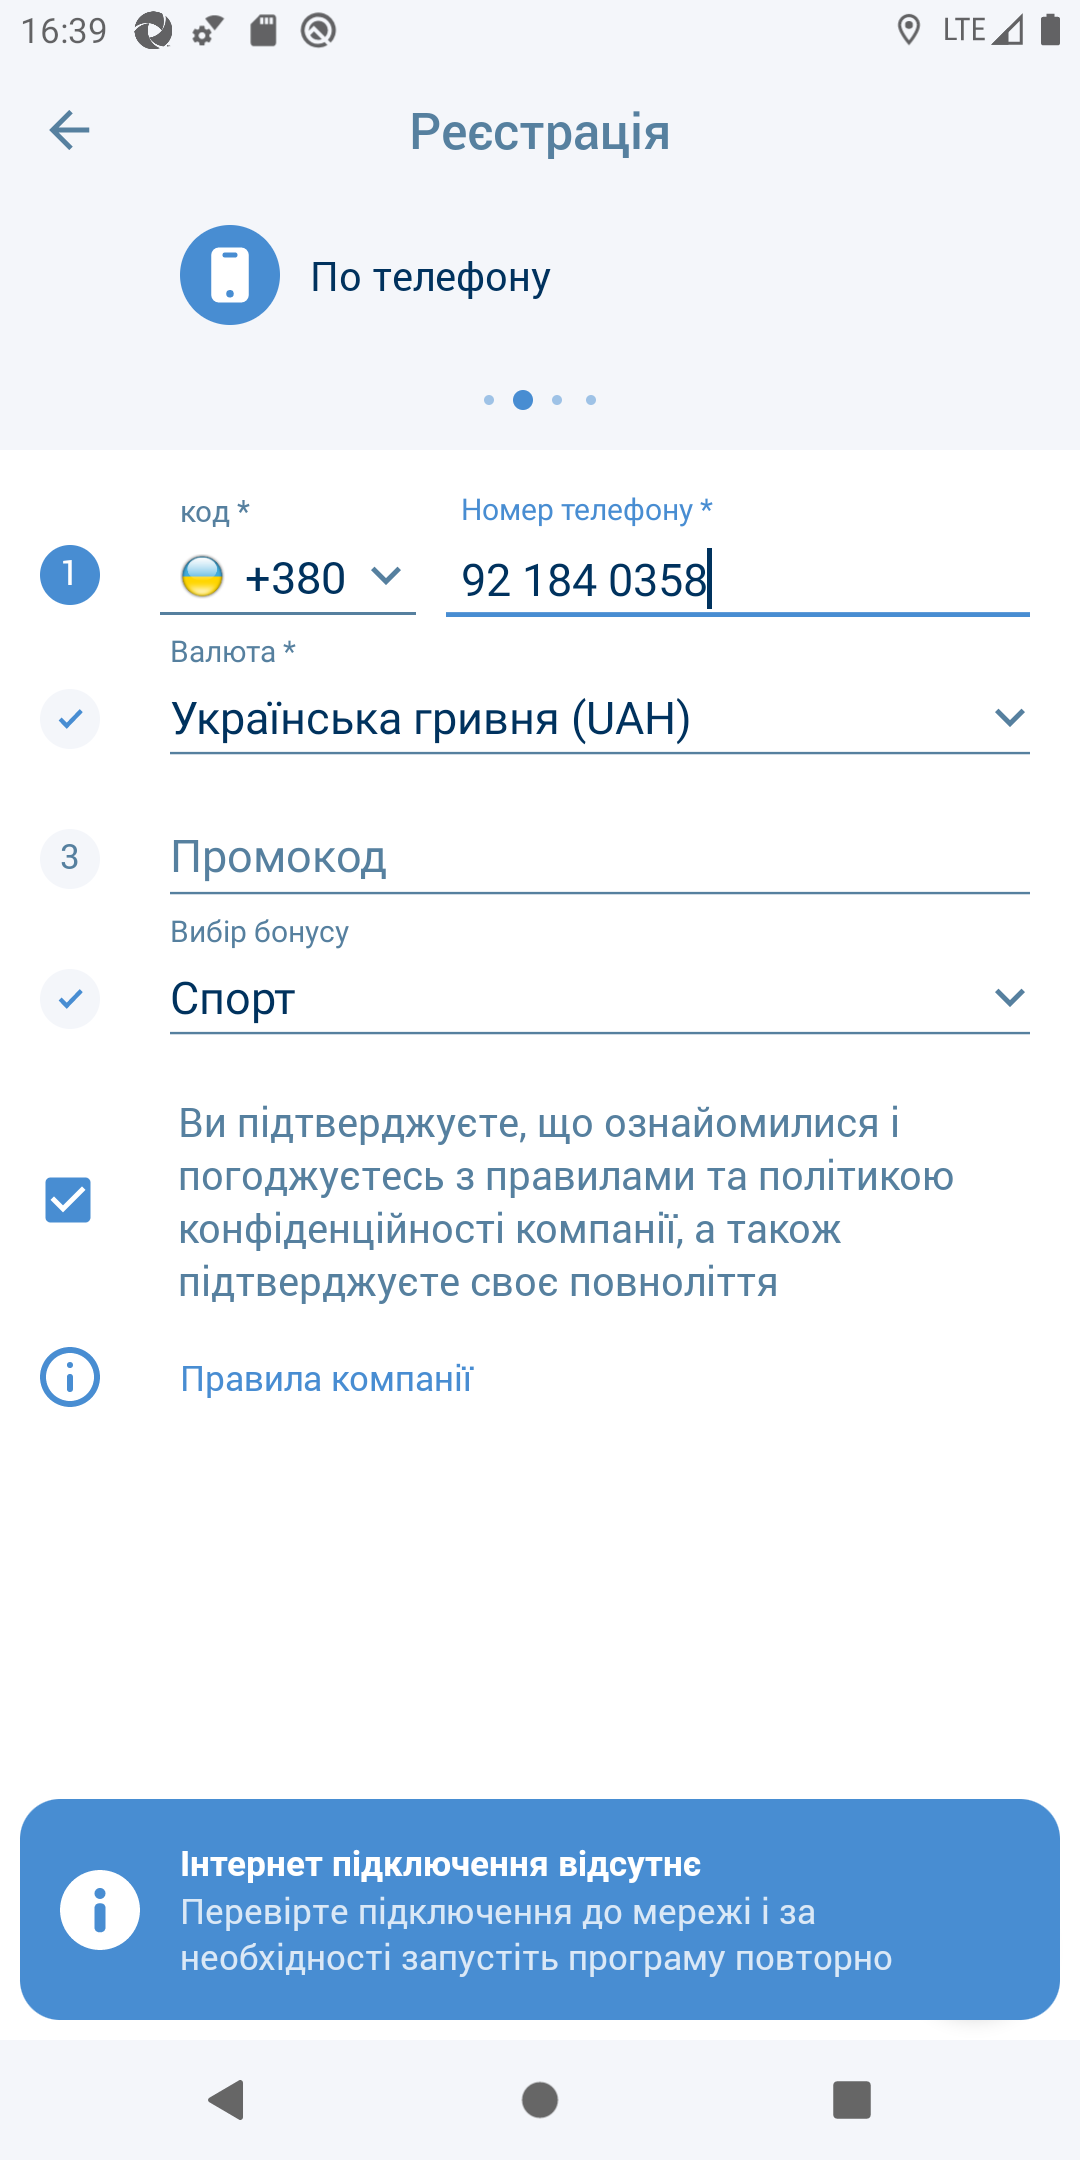 16:39
LTE
Реєстрація
По телефону
код *
Номер телефону *
1
+380
92 184 0358
Валюта *
Українська гривня (UAH)
3
Промокод
Вибір бонусу
Спорт
Ви підтверджуєте, що ознайомилися і
погоджуєтесь з правилами та політикою
конфіденційності компанії, а також
підтверджуєте своє повноліття
Правила компанії
Інтернет підключення відсутнє
Перевірте підключення до мережі і за
необхідності запустіть програму повторно